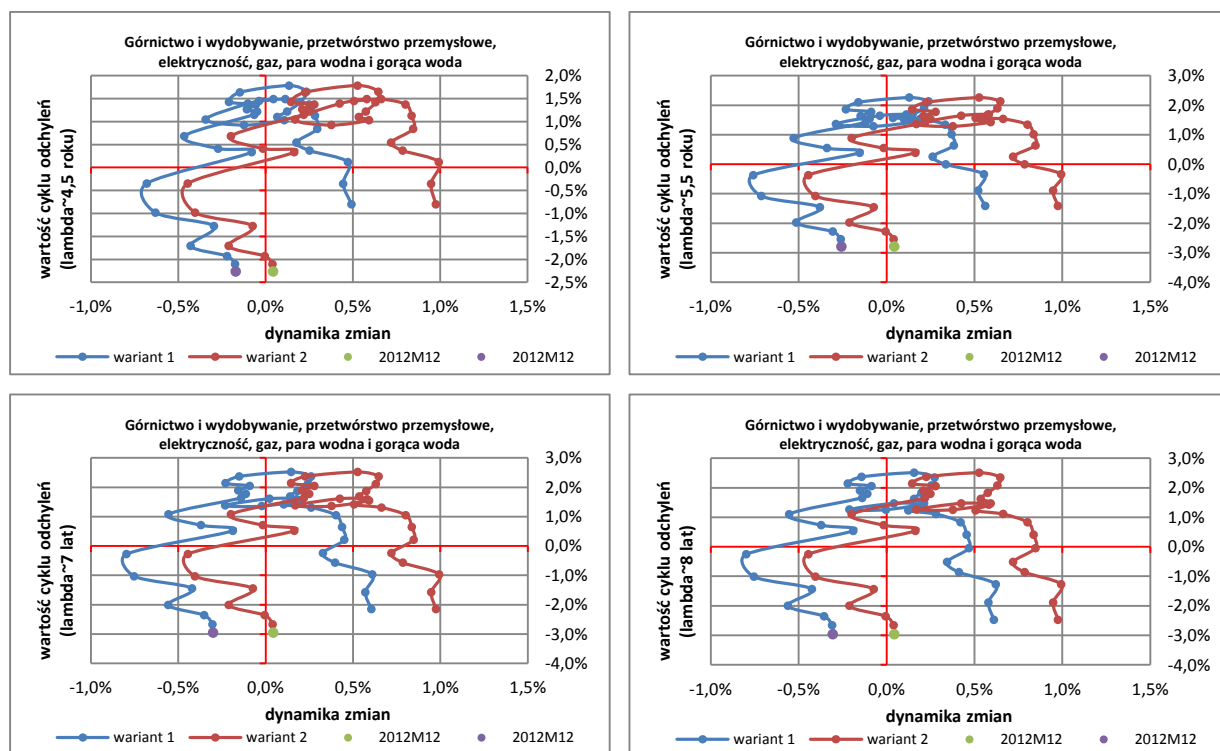 Górnictwo i wydobywanie, przetwórstwo przemysłowe,
elektryczność, gaz, para wodna i gorąca woda
wartość cyklu odchyleń
(lambda~4,5 roku)
2,0%
1,5%
1,0%
0,5%
0,0%
-0,5%
-1,0%
-1,5%
-2,0%
-2,5%
-1,0% -0,5% 0,0% 0,5% 1,0% 1,5%
dynamika zmian
wariant 1 wariant 2 2012M12 2012M12
Górnictwo i wydobywanie, przetwórstwo przemysłowe,
elektryczność, gaz, para wodna i gorąca woda
wartość cyklu odchyleń
(lambda~5,5 roku)
3,0%
2,0%
1,0%
0,0%
-1,0%
-2,0%
-3,0%
-4,0%
-1,0% -0,5% 0,0% 0,5% 1,0% 1,5%
dynamika zmian
wariant 1 wariant 2 2012M12 2012M12
Górnictwo i wydobywanie, przetwórstwo przemysłowe,
elektryczność, gaz, para wodna i gorąca woda
wartość cyklu odchyleń
(lambda~7 lat)
3,0%
2,0%
1,0%
0,0%
-1,0%
-2,0%
-3,0%
-4,0%
-1,0% -0,5% 0,0% 0,5% 1,0% 1,5%
dynamika zmian
wariant 1 wariant 2 2012M12 2012M12
Górnictwo i wydobywanie, przetwórstwo przemysłowe,
elektryczność, gaz, para wodna i gorąca woda
wartość cyklu odchyleń
(lambda~8 lat)
3,0%
2,0%
1,0%
0,0%
-1,0%
-2,0%
-3,0%
-4,0%
-1,0% -0,5% 0,0% 0,5% 1,0% 1,5%
dynamika zmian
wariant 1 wariant 2 2012M12 2012M12